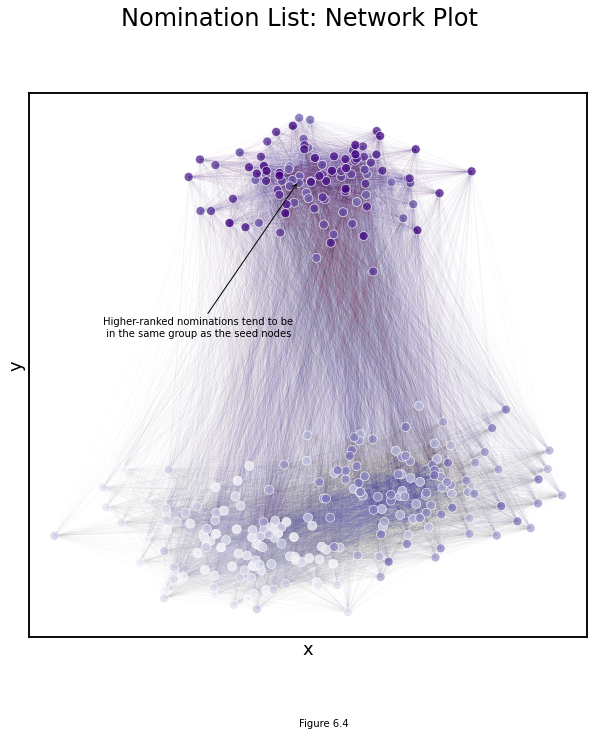 Nomination List: Network Plot
Higher-ranked nominations tend to be
in the same group as the seed nodes
y
x
Figure 6.4